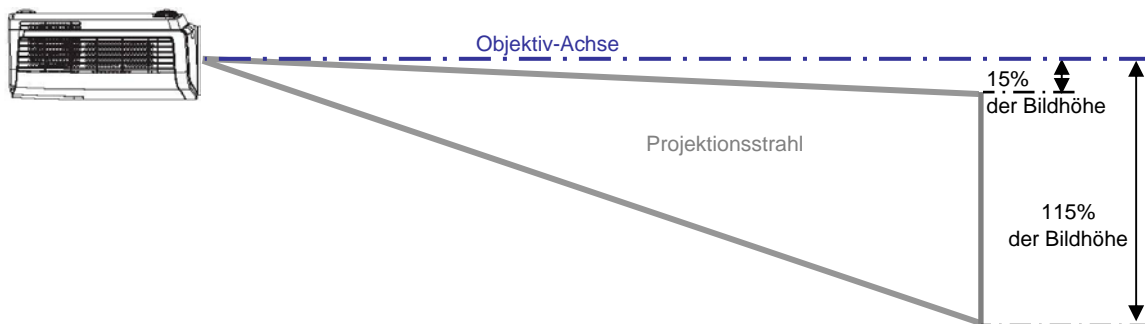 Objektiv-Achse
15%
der Bildhöhe
Projektionsstrahl
115%
der Bildhöhe